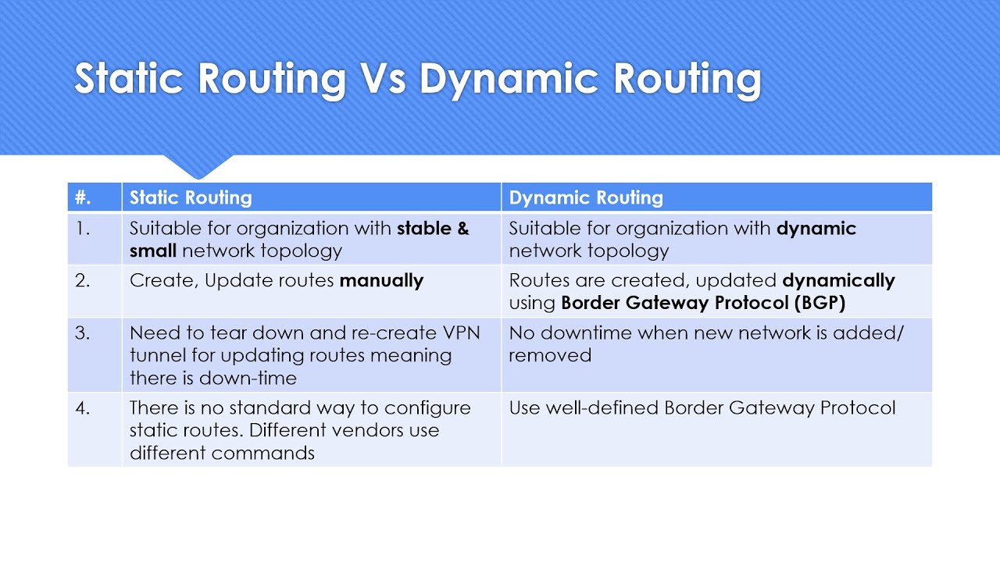 Static Routing Vs Dynamic Routing
#. Static Routing Dynamic Routing
1. Suitable for organization with stable &
small network topology
Suitable for organization with dynamic
network topology
2. Create, Update routes manually
Routes are created, updated dynamically
using Border Gateway Protocol (BGP)
3. Need to tear down and re-create VPN
tunnel for updating routes meaning
there is down-time
No downtime when new network is added/
removed
4. There is no standard way to configure
static routes. Different vendors use
different commands
Use well-defined Border Gateway Protocol